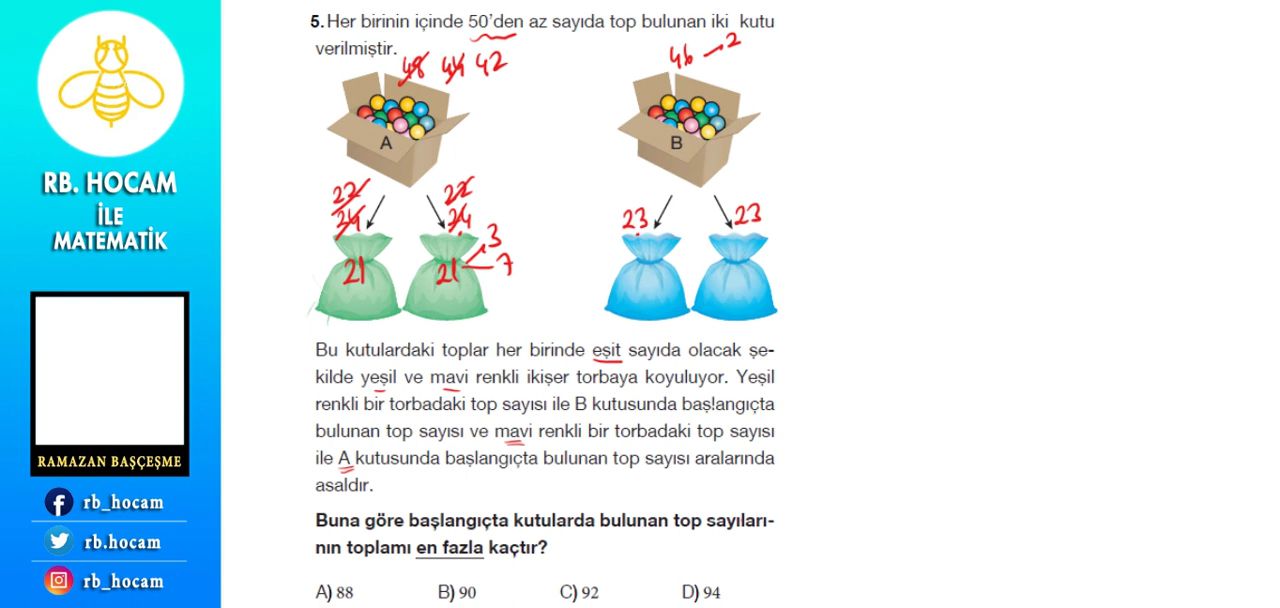 RB. HOCAM
İLE
MATEMATİK
RAMAZAN BAŞÇEŞME
rb_hocam
rb.hocam
rb_hocam
5. Her birinin içinde 50'den az sayıda top bulunan iki kutu
verilmiştir.
48 44 42
46 2
A
B
22 22
24 24
23 23
21 21 3
7
Bu kutulardaki toplar her birinde eşit sayıda olacak şe-
kilde yeşil ve mavi renkli ikişer torbaya koyuluyor. Yeşil
renkli bir torbadaki top sayısı ile B kutusunda başlangıçta
bulunan top sayısı ve mavi renkli bir torbadaki top sayısı
ile A kutusunda başlangıçta bulunan top sayısı aralarında
asaldır.
Buna göre başlangıçta kutularda bulunan top sayıları-
nın toplamı en fazla kaçtır?
A) 88 B) 90 C) 92 D) 94